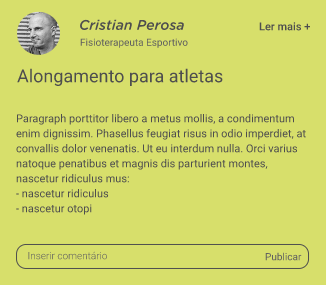 Cristian Perosa
Ler mais +
Fisioterapeuta Esportivo
Alongamento para atletas
Paragraph porttitor libero a metus mollis, a condimentum
enim dignissim. Phasellus feugiat risus in odio imperdiet, at
convallis dolor venenatis. Ut eu interdum nulla. Orci varius
natoque penatibus et magnis dis parturient montes,
nascetur ridiculus mus:
- nascetur ridiculus
- nascetur otopi
Inserir comentário
Publicar